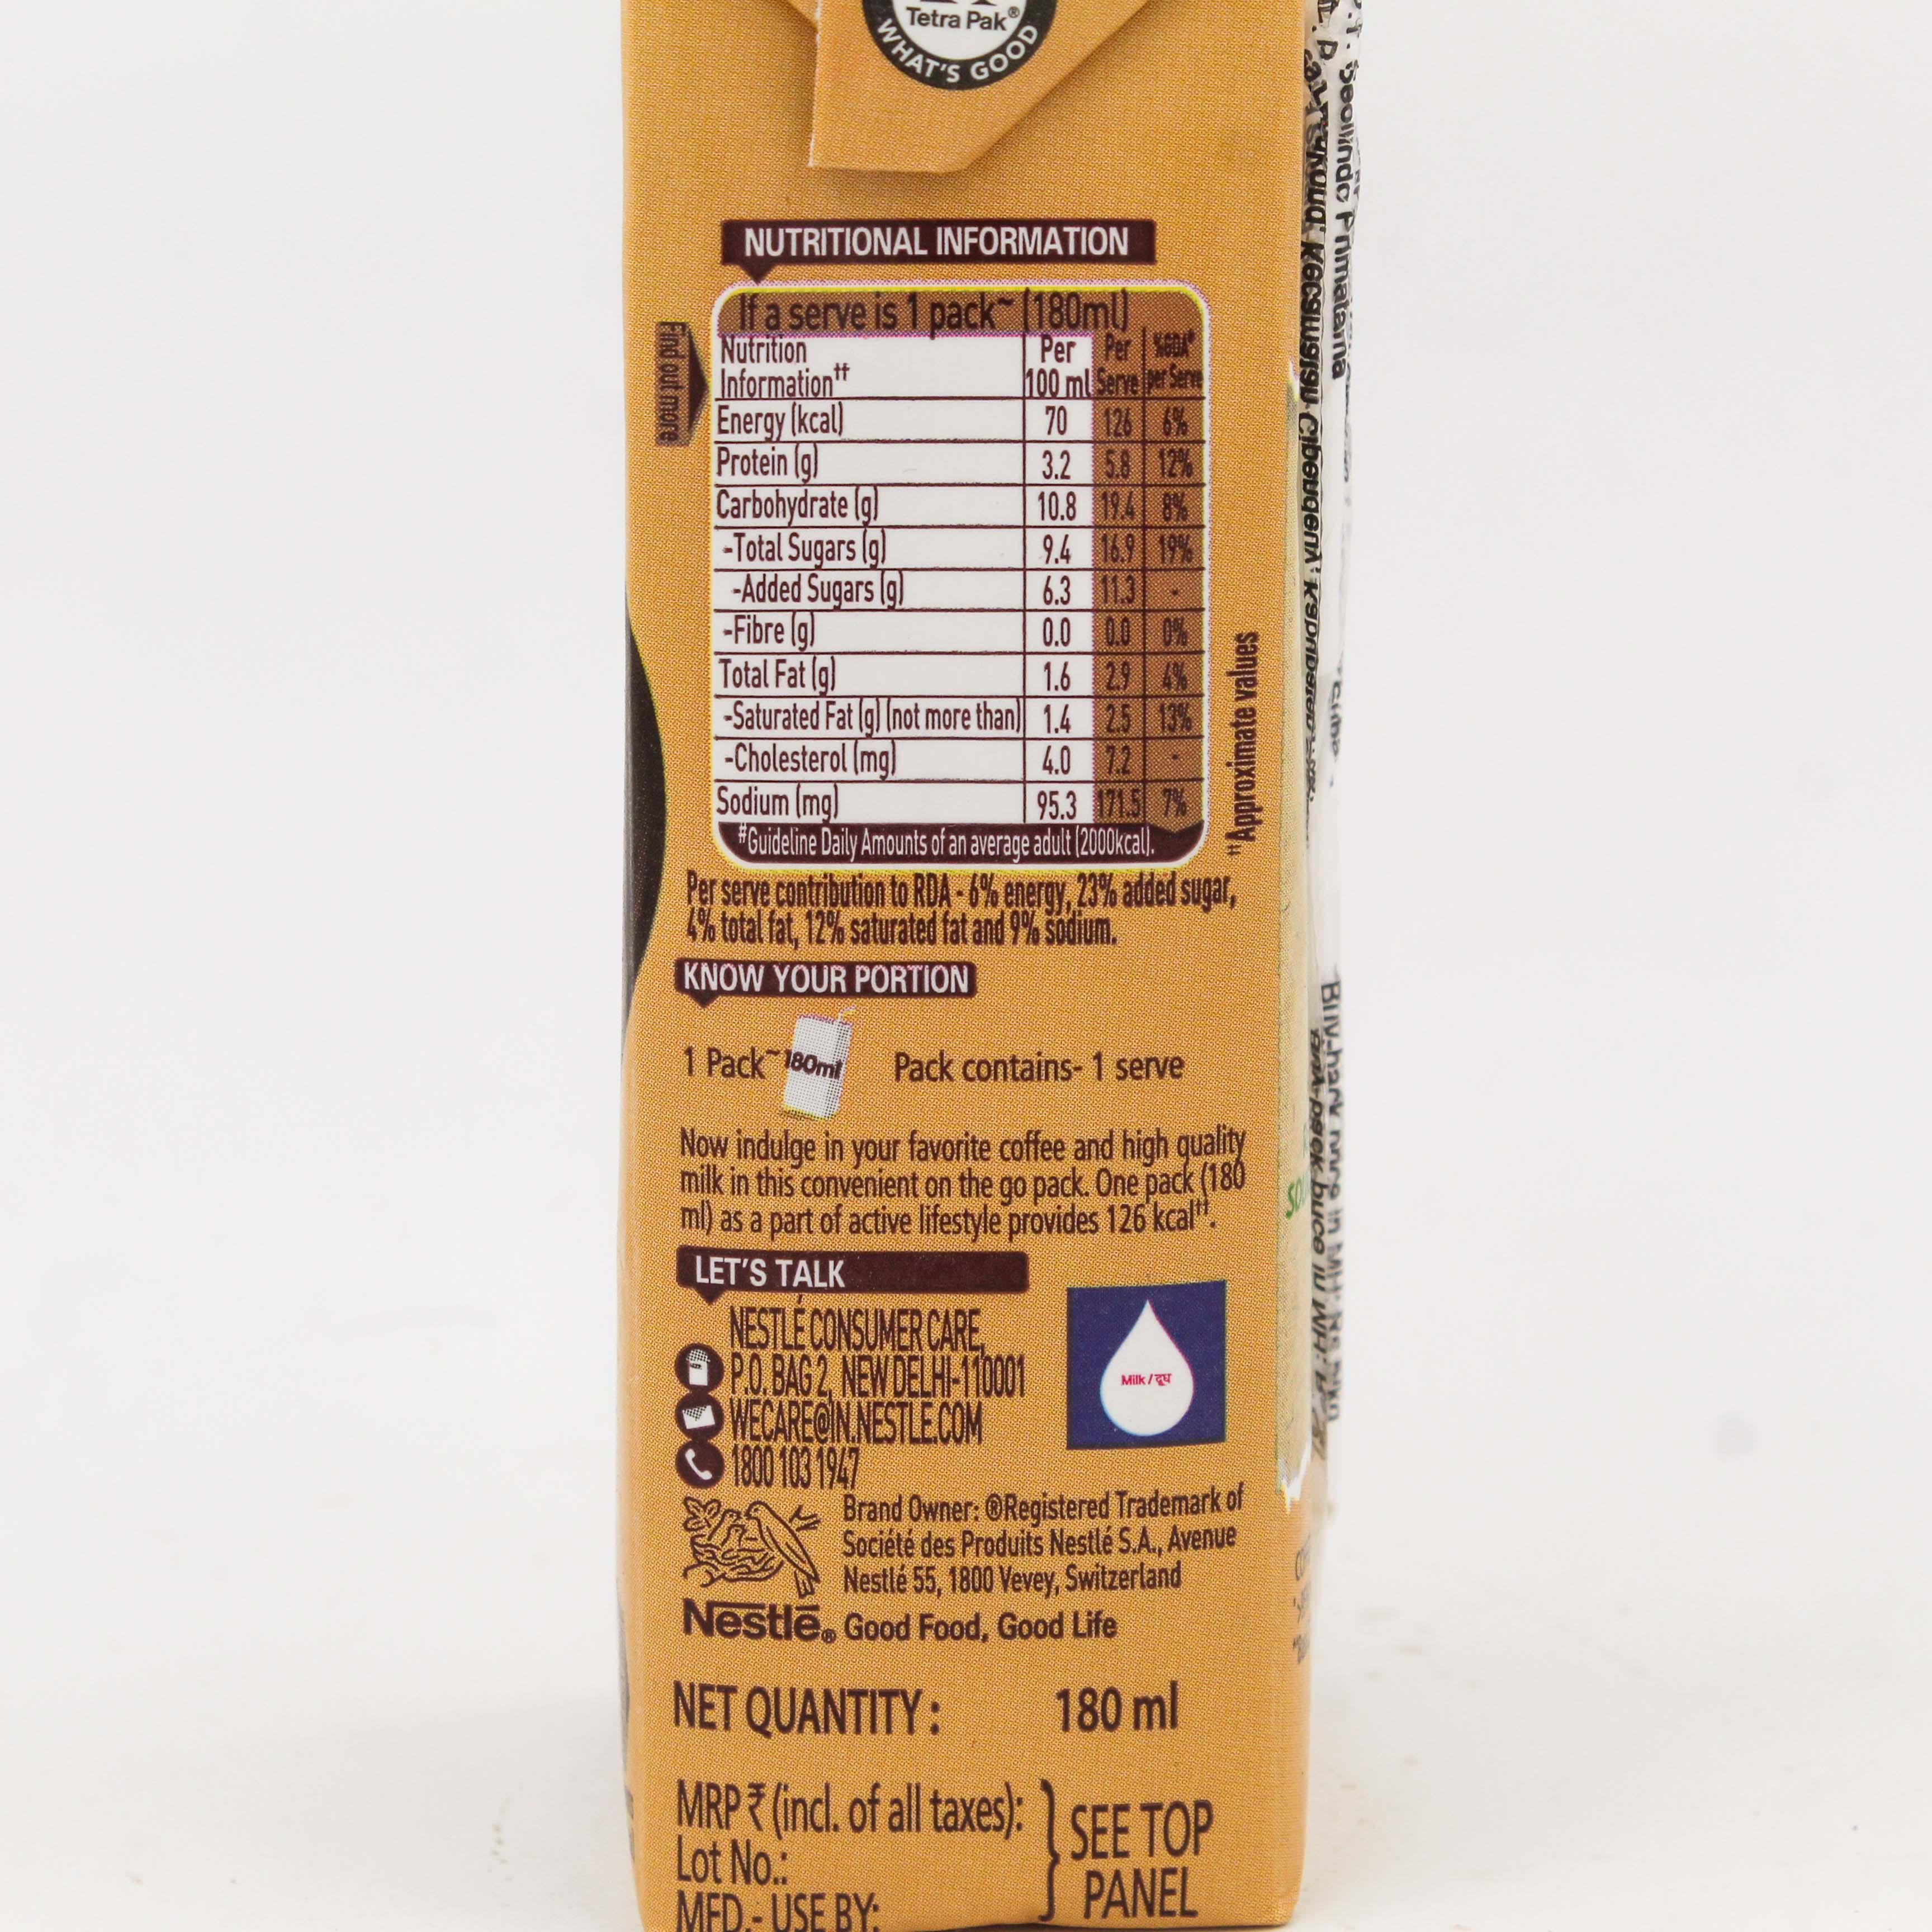 Tetra Pak®
WHAT'S GOOD
NUTRITIONAL INFORMATION
Find out more
If a serve is 1 pack~ (180ml)
Nutrition Information†† Per 100 ml Per Serve %GDA# per Serve
Energy (kcal) 70 126 6%
Protein (g) 3.2 5.8 12%
Carbohydrate (g) 10.8 19.4 8%
-Total Sugars (g) 9.4 16.9 19%
-Added Sugars (g) 6.3 11.3 -
-Fibre (g) 0.0 0.0 0%
Total Fat (g) 1.6 2.9 4%
-Saturated Fat (g) (not more than) 1.4 2.5 13%
-Cholesterol (mg) 4.0 7.2 -
Sodium (mg) 95.3 171.5 7%
#Guideline Daily Amounts of an average adult (2000kcal).
††Approximate values
Per serve contribution to RDA - 6% energy, 23% added sugar,
4% total fat, 12% saturated fat and 9% sodium.
KNOW YOUR PORTION
1 Pack~ 180ml Pack contains- 1 serve
Now indulge in your favorite coffee and high quality
milk in this convenient on the go pack. One pack (180
ml) as a part of active lifestyle provides 126 kcal††.
LET'S TALK
NESTLÉ CONSUMER CARE,
P.O. BAG 2, NEW DELHI-110001
WECARE@IN.NESTLE.COM
1800 103 1947
Milk / दूध
Brand Owner: ®Registered Trademark of
Société des Produits Nestlé S.A., Avenue
Nestlé 55, 1800 Vevey, Switzerland
Nestlé® Good Food, Good Life
NET QUANTITY : 180 ml
MRP ₹ (incl. of all taxes):
Lot No.:
MFD.- USE BY:
SEE TOP
PANEL